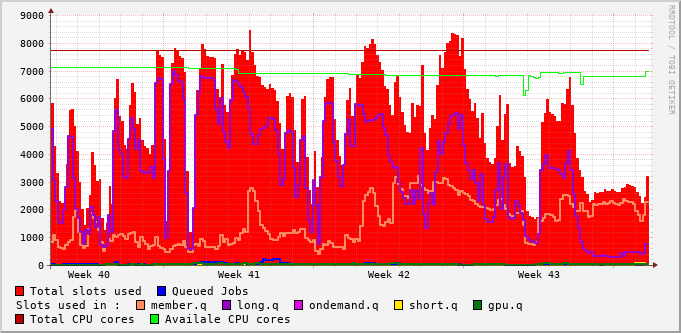 9000
8000
7000
6000
5000
4000
3000
2000
1000
0
Week 40 Week 41 Week 42 Week 43
RRDTOOL / TOBI OETIKER
Total slots used Queued Jobs
Slots used in : member.q long.q ondemand.q short.q gpu.q
Total CPU cores Availale CPU cores